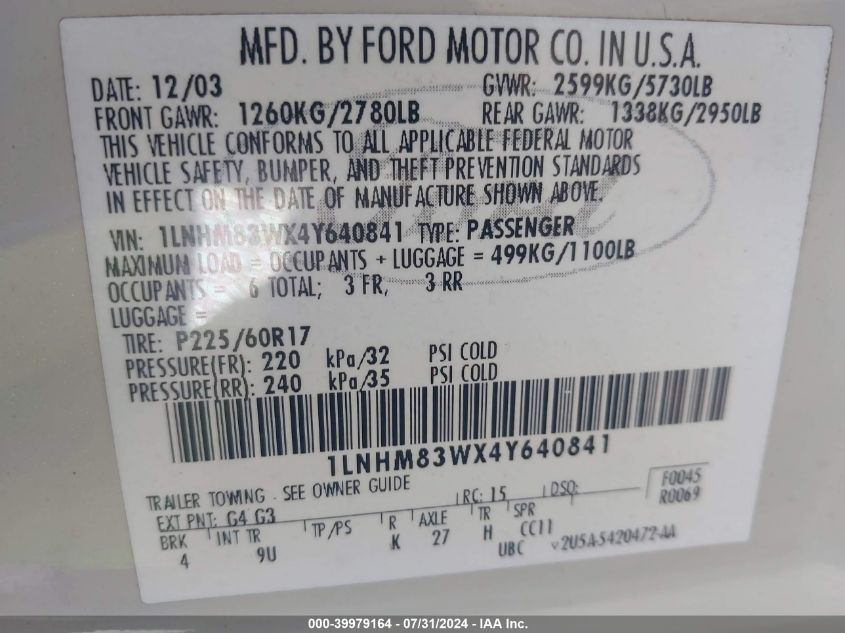 MFD. BY FORD MOTOR CO. IN U.S.A.
DATE: 12/03 GVWR: 2599KG/5730LB
FRONT GAWR: 1260KG/2780LB REAR GAWR: 1338KG/2950LB
THIS VEHICLE CONFORMS TO ALL APPLICABLE FEDERAL MOTOR
VEHICLE SAFETY, BUMPER, AND THEFT PREVENTION STANDARDS
IN EFFECT ON THE DATE OF MANUFACTURE SHOWN ABOVE.
VIN: 1LNHM83WX4Y640841 TYPE: PASSENGER
MAXIMUM LOAD = OCCUPANTS + LUGGAGE = 499KG/1100LB
OCCUPANTS = 6 TOTAL; 3 FR, 3 RR
LUGGAGE =
TIRE: P225/60R17
PRESSURE(FR): 220 kPa/32 PSI COLD
PRESSURE(RR): 240 kPa/35 PSI COLD
1LNHM83WX4Y640841
TRAILER TOWING - SEE OWNER GUIDE
RC: 15 DSO: F0045
EXT PNT: G4 G3 R0069
BRK INT TR TP/PS R AXLE TR SPR
4 9U K 27 H CC11
UBC V2U5A-5420472-AA
000-39979164 - 07/31/2024 - IAA Inc.